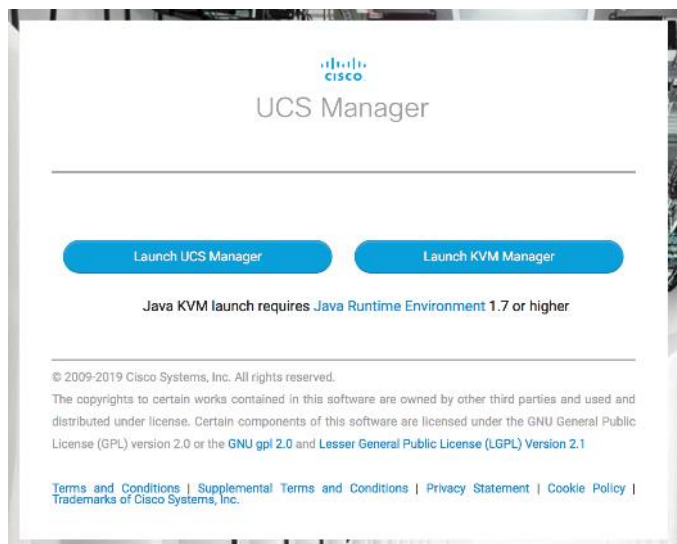 cisco
UCS Manager
Launch UCS Manager
Launch KVM Manager
Java KVM launch requires Java Runtime Environment 1.7 or higher
© 2009-2019 Cisco Systems, Inc. All rights reserved.
The copyrights to certain works contained in this software are owned by other third parties and used and
distributed under license. Certain components of this software are licensed under the GNU General Public
License (GPL) version 2.0 or the GNU gpl 2.0 and Lesser General Public License (LGPL) Version 2.1
Terms and Conditions | Supplemental Terms and Conditions | Privacy Statement | Cookie Policy |
Trademarks of Cisco Systems, Inc.